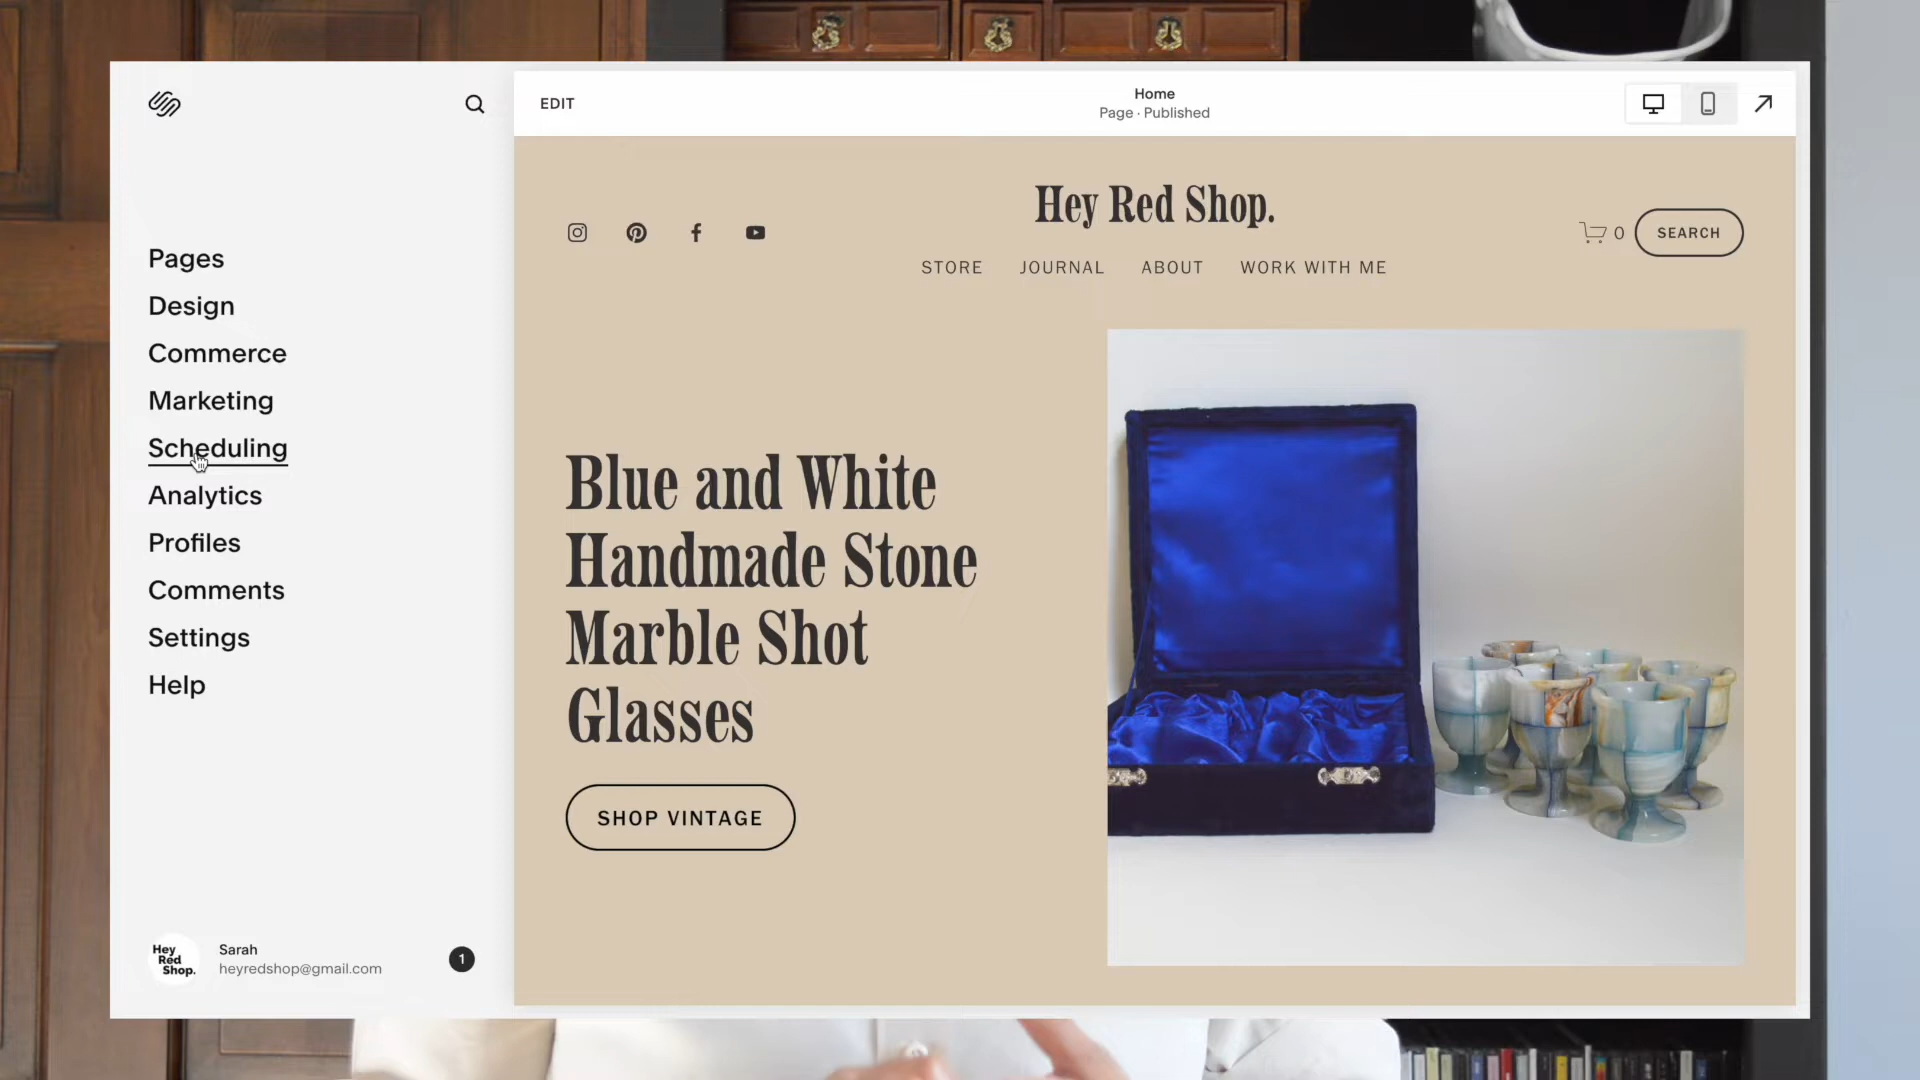 Pages
Design
Commerce
Marketing
Scheduling
Analytics
Profiles
Comments
Settings
Help
Hey
Red
Shop.
Sarah
heyredshop@gmail.com
1
EDIT
Home
Page · Published
Hey Red Shop.
STORE JOURNAL ABOUT WORK WITH ME
0
SEARCH
Blue and White
Handmade Stone
Marble Shot
Glasses
SHOP VINTAGE